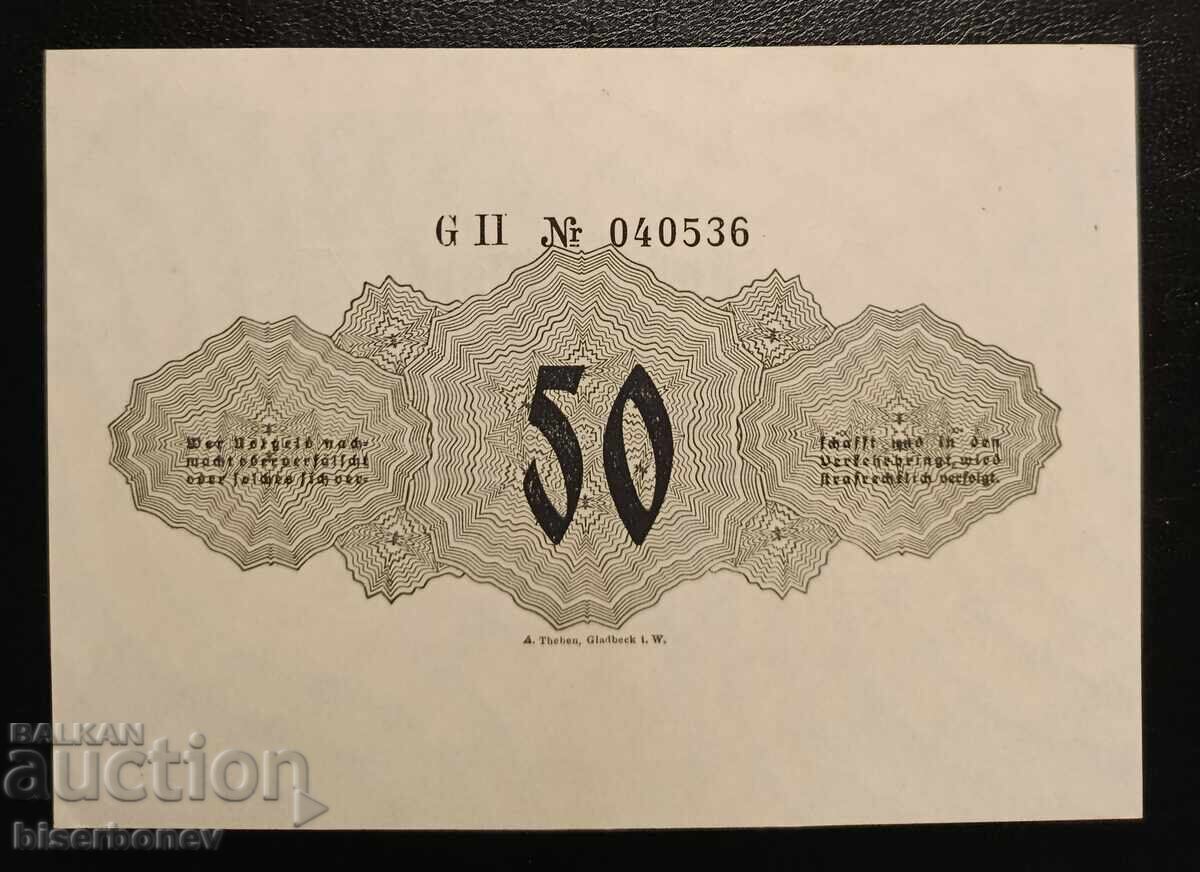 G II Nr 040536
50
Wer Notgeld nach-
macht oder verfälscht
oder solches sich ver-
schafft und in den
Verkehr bringt, wird
strafrechtlich verfolgt.
A. Theben, Gladbeck i. W.
BALKAN
auction
biserbonev